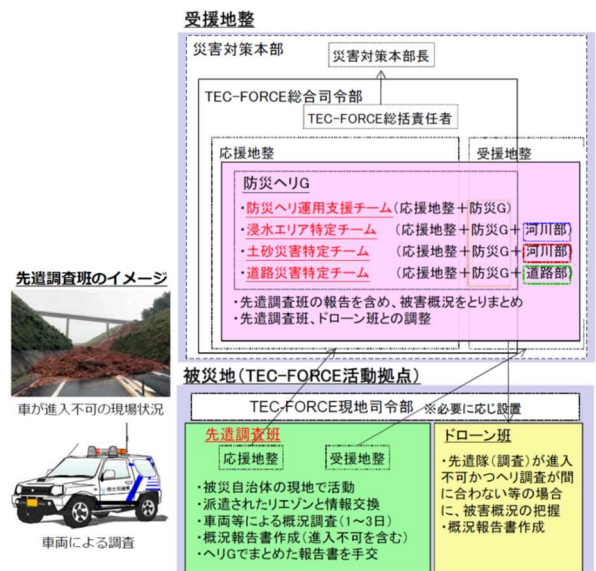 受援地整
災害対策本部
災害対策本部長
TEC-FORCE総合司令部
TEC-FORCE総括責任者
応援地整
受援地整
防災ヘリG
・防災ヘリ運用支援チーム(応援地整+防災G)
・浸水エリア特定チーム (応援地整+防災G+河川部)
・土砂災害特定チーム (応援地整+防災G+河川部)
・道路災害特定チーム (応援地整+防災G+道路部)
・先遣調査班の報告を含め、被害概況をとりまとめ
・先遣調査班、ドローン班との調整
先遣調査班のイメージ
車が進入不可の現場状況
車両による調査
被災地(TEC-FORCE活動拠点)
TEC-FORCE現地司令部 ※必要に応じ設置
先遣調査班
応援地整
受援地整
・被災自治体の現地で活動
・派遣されたリエゾンと情報交換
・車両等による概況調査(1～3日)
・概況報告書作成(進入不可を含む)
・ヘリGでまとめた報告書を手交
ドローン班
・先遣隊(調査)が進入
不可かつヘリ調査が間
に合わない等の場合
に、被害概況の把握
・概況報告書作成